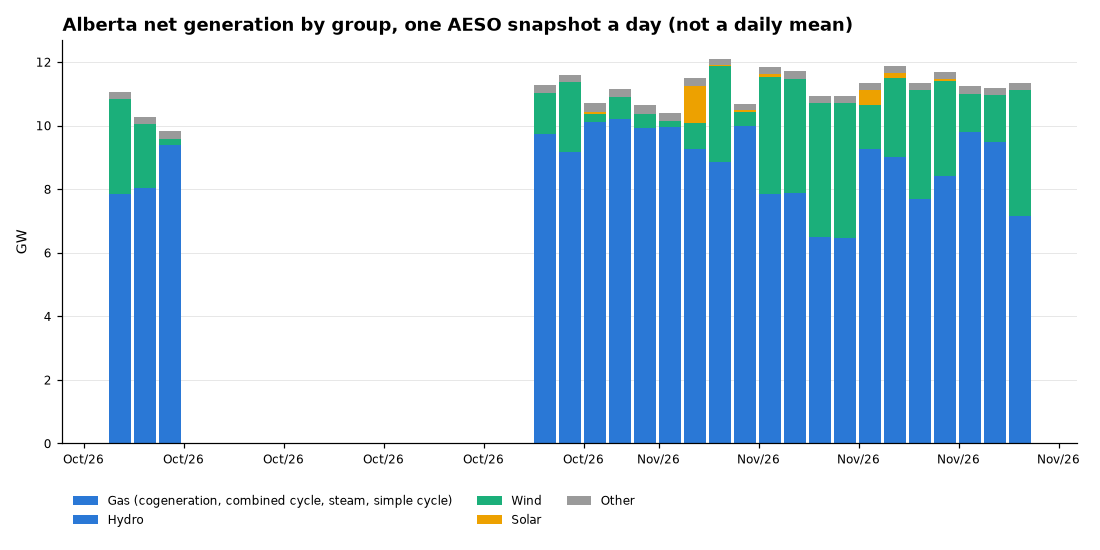 Alberta net generation by group, one AESO snapshot a day (not a daily mean)
GW
12
10
8
6
4
2
0
Oct/26 Oct/26 Oct/26 Oct/26 Oct/26 Oct/26 Nov/26 Nov/26 Nov/26 Nov/26 Nov/26
Gas (cogeneration, combined cycle, steam, simple cycle) Wind Other
Hydro Solar